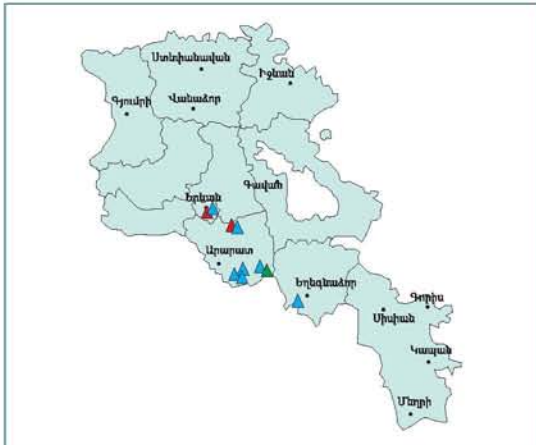 Ստեփանավան
Իջևան
Գյումրի
Վանաձոր
Գավառ
Երևան
Արարատ
Եղեգնաձոր
Գորիս
Սիսիան
Կապան
Մեղրի